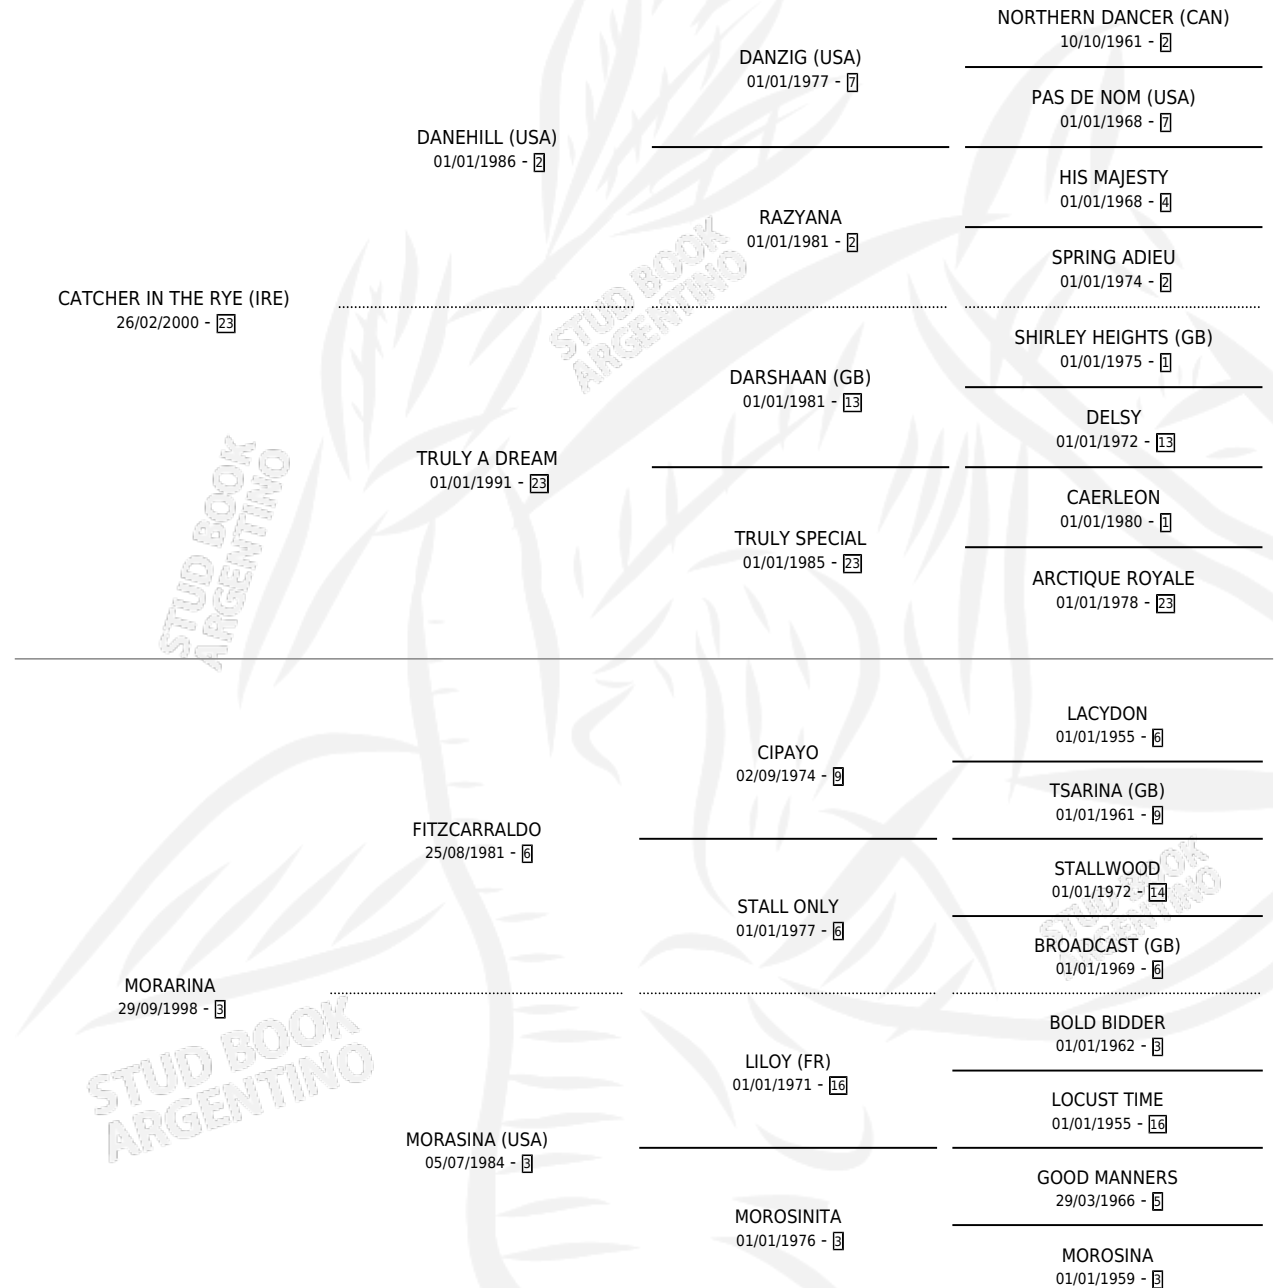 NORTHERN DANCER (CAN)
10/10/1961 - 2
DANZIG (USA)
01/01/1977 - 7
PAS DE NOM (USA)
01/01/1968 - 7
DANEHILL (USA)
01/01/1986 - 2
HIS MAJESTY
01/01/1968 - 4
RAZYANA
01/01/1981 - 2
SPRING ADIEU
01/01/1974 - 2
CATCHER IN THE RYE (IRE)
26/02/2000 - 23
SHIRLEY HEIGHTS (GB)
01/01/1975 - 1
DARSHAAN (GB)
01/01/1981 - 13
DELSY
01/01/1972 - 13
TRULY A DREAM
01/01/1991 - 23
CAERLEON
01/01/1980 - 1
TRULY SPECIAL
01/01/1985 - 23
ARCTIQUE ROYALE
01/01/1978 - 23
STUD BOOK
ARGENTINO
STUD BOOK
ARGENTINO
LACYDON
01/01/1955 - 6
CIPAYO
02/09/1974 - 9
TSARINA (GB)
01/01/1961 - 9
FITZCARRALDO
25/08/1981 - 6
STALLWOOD
01/01/1972 - 14
STALL ONLY
01/01/1977 - 6
BROADCAST (GB)
01/01/1969 - 6
MORARINA
29/09/1998 - 3
BOLD BIDDER
01/01/1962 - 3
LILOY (FR)
01/01/1971 - 16
LOCUST TIME
01/01/1955 - 16
MORASINA (USA)
05/07/1984 - 3
GOOD MANNERS
29/03/1966 - 5
MOROSINITA
01/01/1976 - 3
MOROSINA
01/01/1959 - 3
STUD BOOK
ARGENTINO
STUD BOOK
ARGENTINO